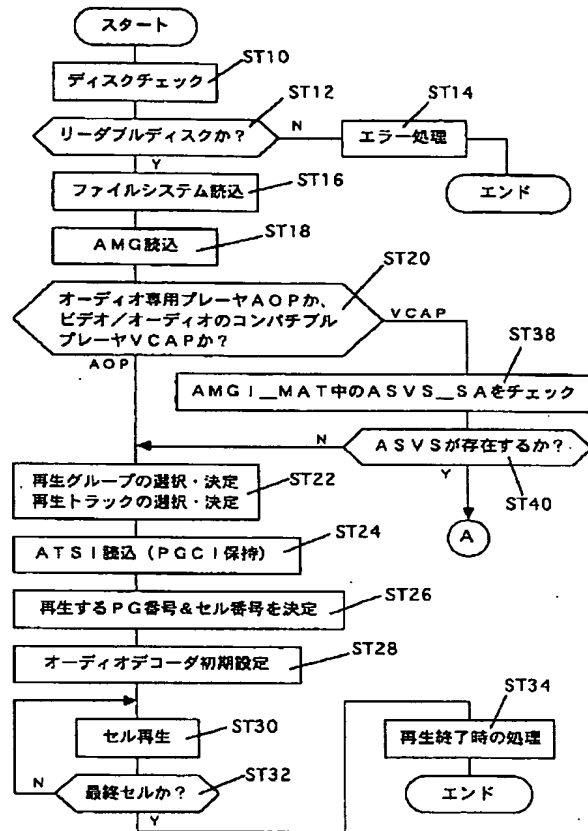 スタート
ST10
ディスクチェック
ST12
リーダブルディスクか？
N
ST14
エラー処理
Y
エンド
ST16
ファイルシステム読込
ST18
ＡＭＧ読込
ST20
オーディオ専用プレーヤＡＯＰか、
ビデオ／オーディオのコンパチブル
プレーヤＶＣＡＰか？
ＶＣＡＰ
ＡＯＰ
ST38
ＡＭＧＩ＿ＭＡＴ中のＡＳＶＳ＿ＳＡをチェック
N
ＡＳＶＳが存在するか？
Y
ST40
A
再生グループの選択・決定
再生トラックの選択・決定
ST22
ST24
ＡＴＳＩ読込（ＰＧＣＩ保持）
ST26
再生するＰＧ番号＆セル番号を決定
ST28
オーディオデコーダ初期設定
ST30
セル再生
ST32
最終セルか？
N
Y
ST34
再生終了時の処理
エンド